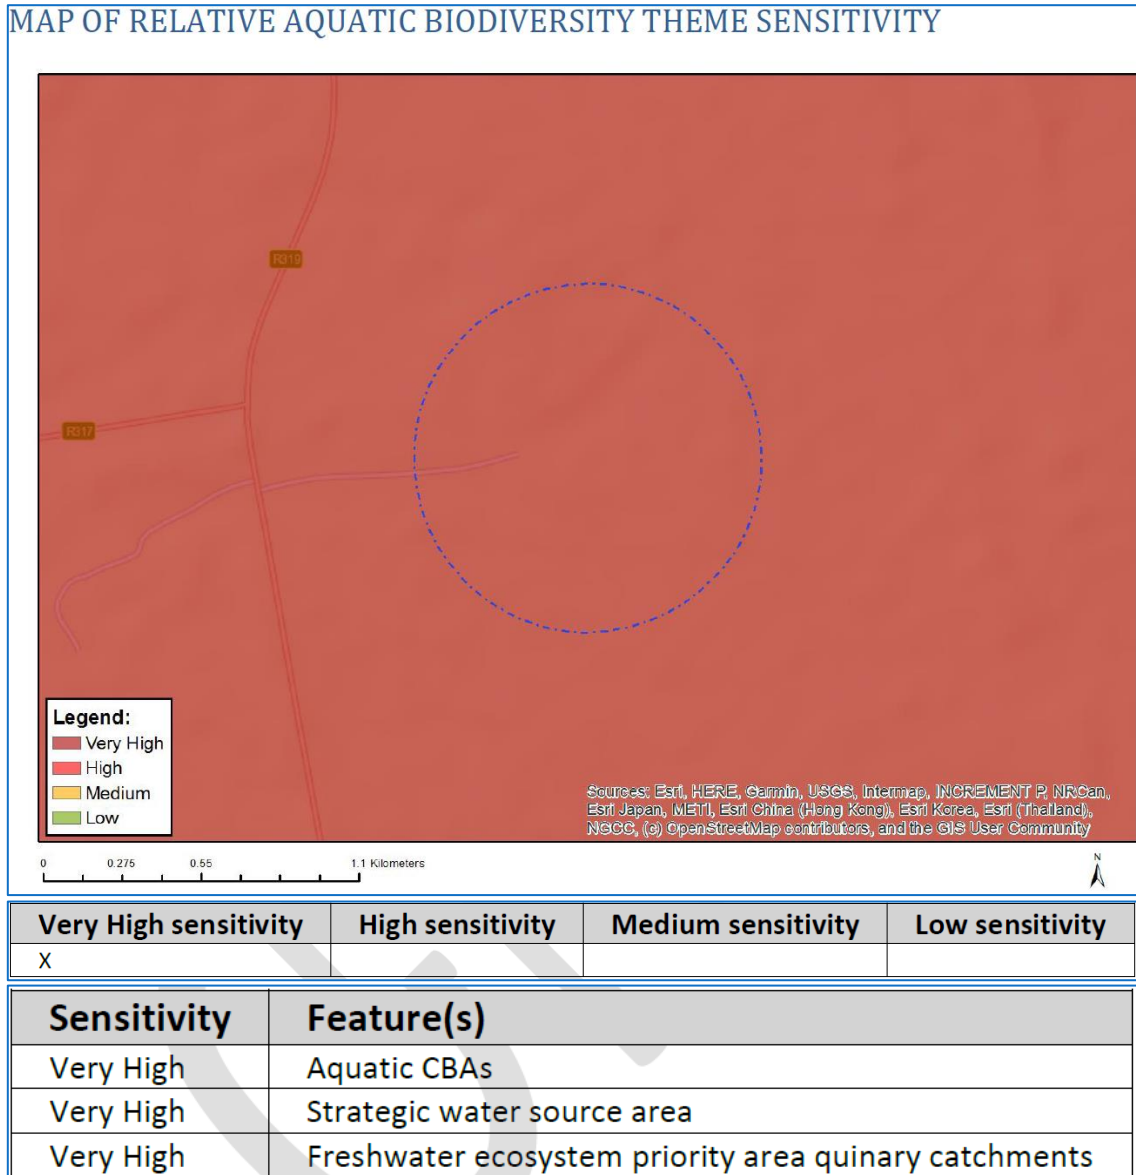 MAP OF RELATIVE AQUATIC BIODIVERSITY THEME SENSITIVITY
R319
R317
Legend:
Very High
High
Medium
Low
Sources: Esri, HERE, Garmin, USGS, Intermap, INCREMENT P, NRCan,
Esri Japan, METI, Esri China (Hong Kong), Esri Korea, Esri (Thailand),
NGCC, (c) OpenStreetMap contributors, and the GIS User Community
0 0.275 0.55 1.1 Kilometers
N
Very High sensitivity High sensitivity Medium sensitivity Low sensitivity
X
Sensitivity Feature(s)
Very High Aquatic CBAs
Very High Strategic water source area
Very High Freshwater ecosystem priority area quinary catchments